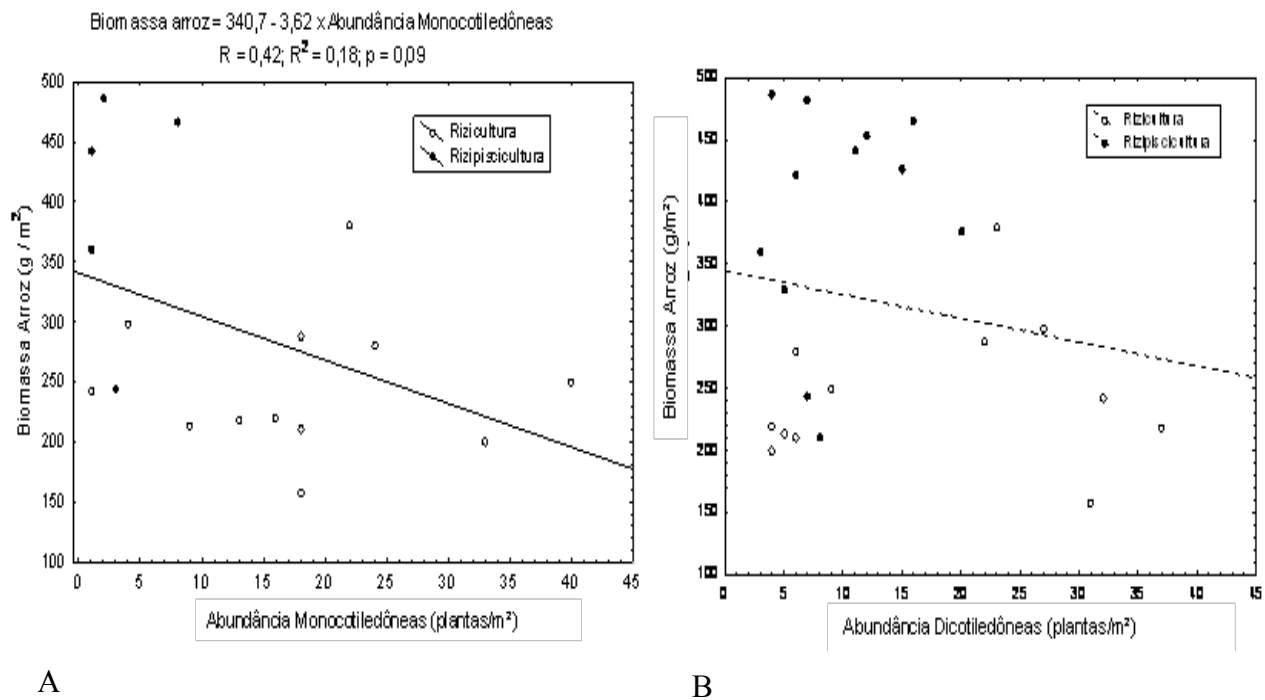 Biomassa arroz = 340,7 - 3,62 x Abundância Monocotiledôneas
R = 0,42; R² = 0,18; p = 0,09
500
450
400
350
300
250
200
150
100
Biomassa Arroz (g / m²)
Rizicultura
Rizipiscicultura
0 5 10 15 20 25 30 35 40 45
Abundância Monocotiledôneas (plantas/m²)
A
500
450
400
350
300
250
200
150
100
Biomassa Arroz (g/m²)
Rizicultura
Rizipiscicultura
0 5 10 15 20 25 30 35 40 45
Abundância Dicotiledôneas (plantas/m²)
B